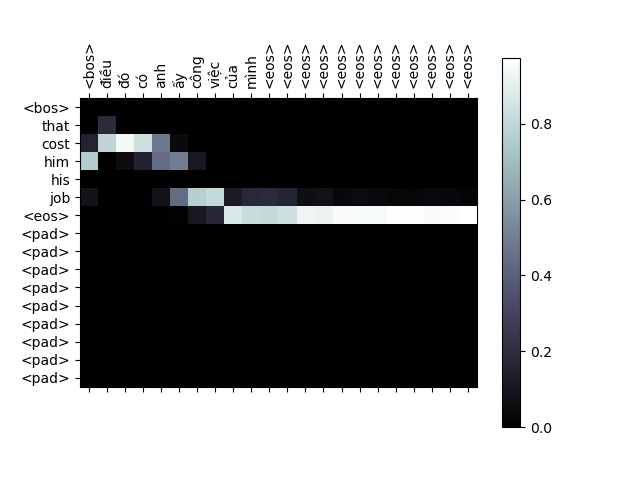 <bos> điều đó có anh ấy công việc của mình <eos> <eos> <eos> <eos> <eos> <eos> <eos> <eos> <eos> <eos> <eos> <eos>
<bos>
that
cost
him
his
job
<eos>
<pad>
<pad>
<pad>
<pad>
<pad>
<pad>
<pad>
<pad>
<pad>
0.8
0.6
0.4
0.2
0.0